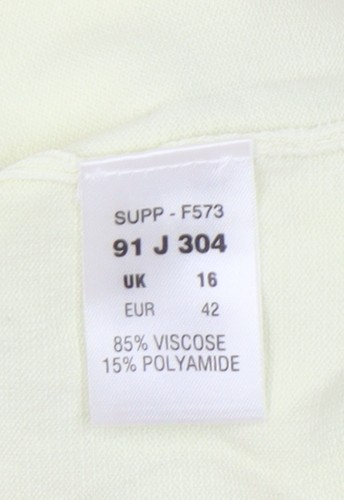 SUPP - F573
91 J 304
UK 16
EUR 42
85% VISCOSE
15% POLYAMIDE